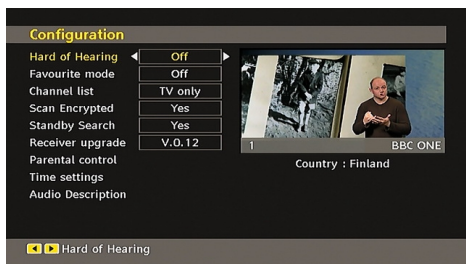 Configuration
Hard of Hearing Off
Favourite mode Off
Channel list TV only
Scan Encrypted Yes
Standby Search Yes
Receiver upgrade V.0.12
Parental control
Time settings
Audio Description
1 BBC ONE
Country : Finland
Hard of Hearing